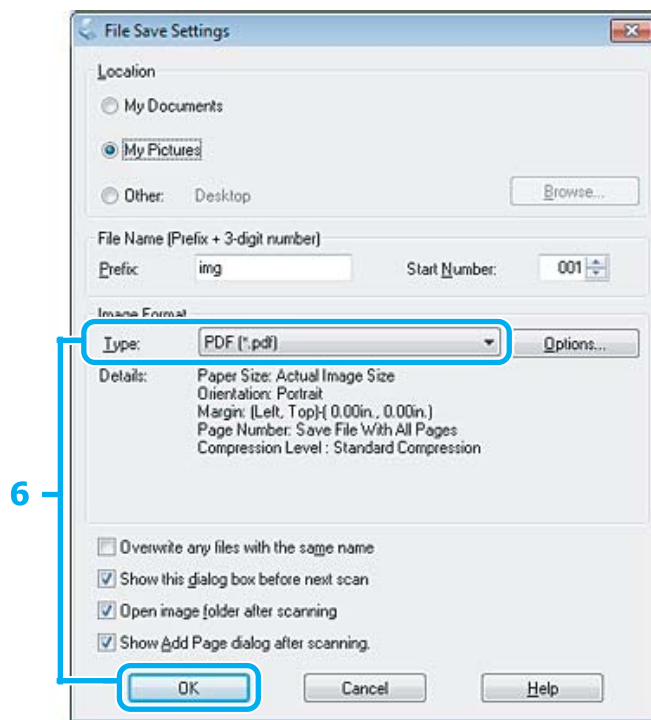 File Save Settings
Location
My Documents
My Pictures
Other: Desktop Browse...
File Name (Prefix + 3-digit number)
Prefix: img Start Number: 001
Image Format
Type: PDF (*.pdf) Options...
Details: Paper Size: Actual Image Size
Orientation: Portrait
Margin: (Left, Top)-( 0.00in., 0.00in.)
Page Number: Save File With All Pages
Compression Level : Standard Compression
6
Overwrite any files with the same name
Show this dialog box before next scan
Open image folder after scanning
Show Add Page dialog after scanning.
OK Cancel Help